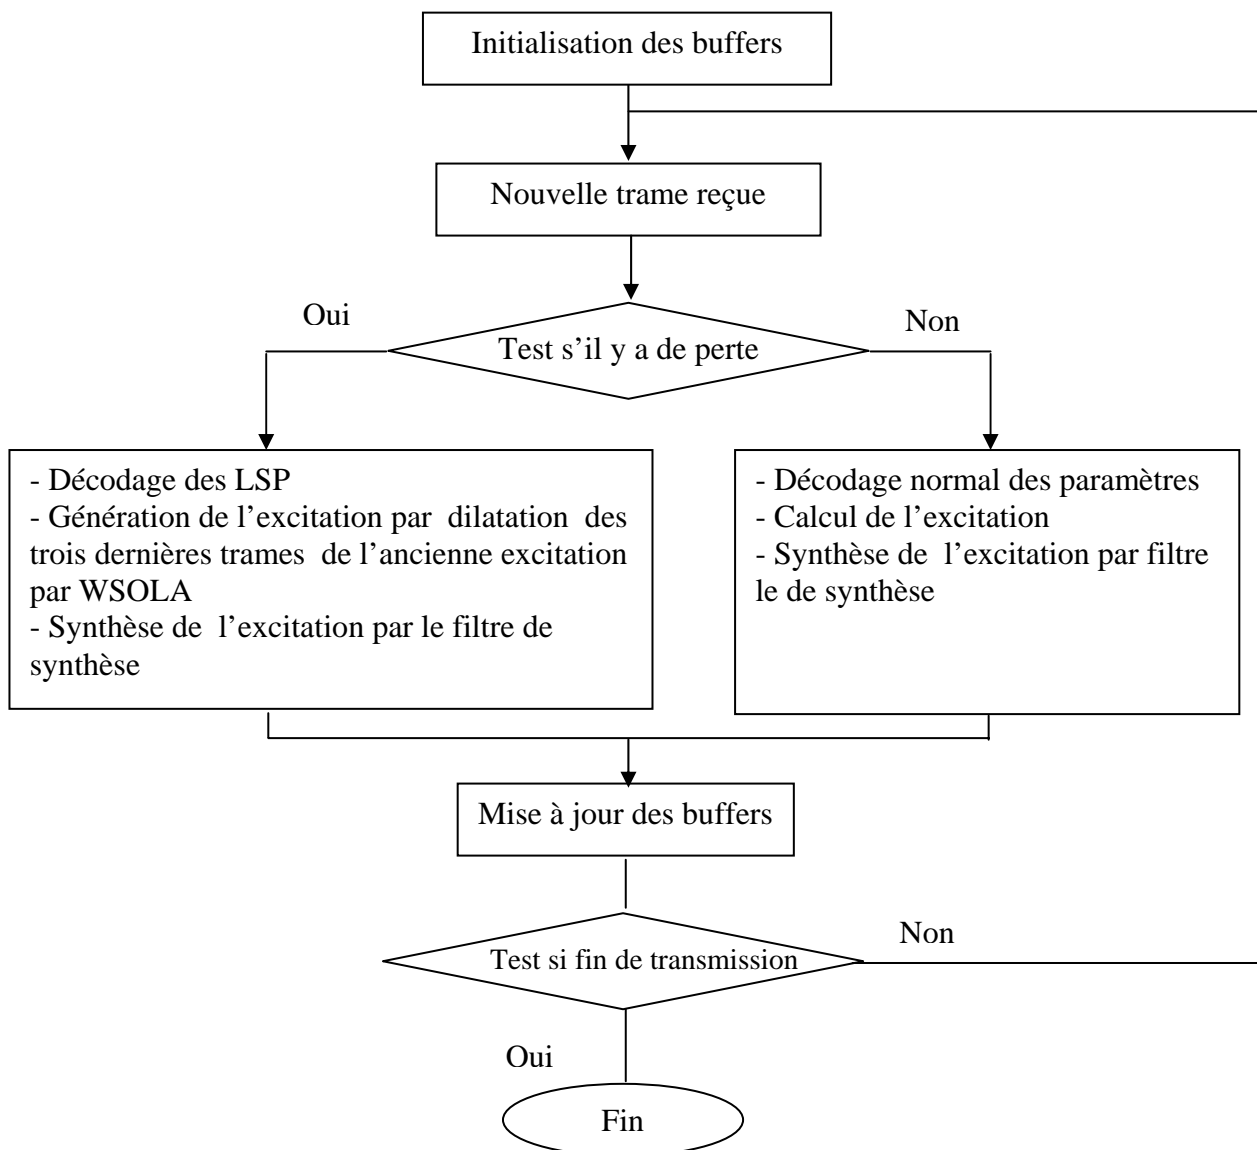 Initialisation des buffers
Nouvelle trame reçue
Oui
Non
Test s’il y a de perte
- Décodage des LSP
- Génération de l’excitation par dilatation des
trois dernières trames de l’ancienne excitation
par WSOLA
- Synthèse de l’excitation par le filtre de
synthèse
- Décodage normal des paramètres
- Calcul de l’excitation
- Synthèse de l’excitation par filtre
le de synthèse
Mise à jour des buffers
Non
Test si fin de transmission
Oui
Fin